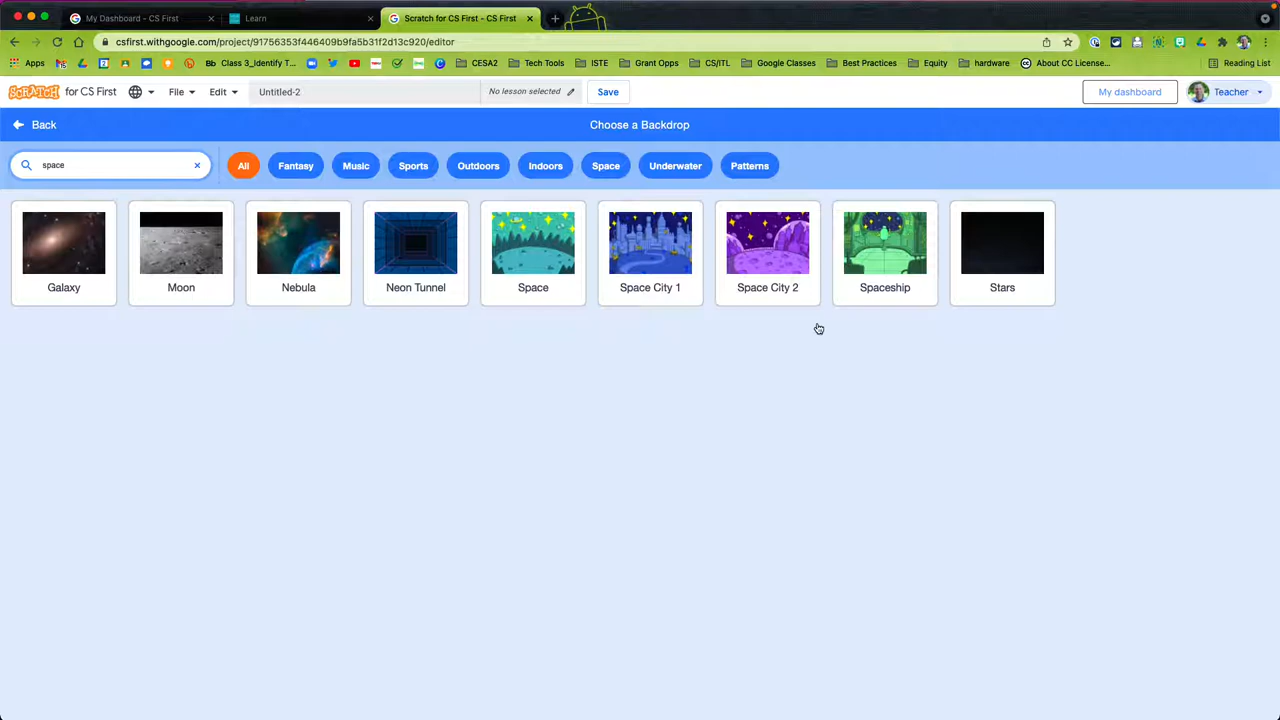 My Dashboard - CS First
Learn
Scratch for CS First - CS First
csfirst.withgoogle.com/project/91756353f446409b9fa5b31f2d13c920/editor
Apps
Bb Class 3_Identify T...
CESA2
Tech Tools
ISTE
Grant Opps
CS/ITL
Google Classes
Best Practices
Equity
hardware
About CC License...
Reading List
SCRATCH for CS First
File
Edit
Untitled-2
No lesson selected
Save
My dashboard
Teacher
Back
Choose a Backdrop
space
All
Fantasy
Music
Sports
Outdoors
Indoors
Space
Underwater
Patterns
Galaxy
Moon
Nebula
Neon Tunnel
Space
Space City 1
Space City 2
Spaceship
Stars